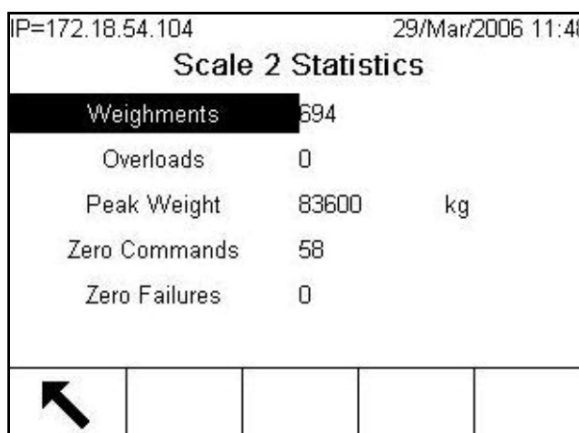 IP=172.18.54.104 29/Mar/2006 11:48
Scale 2 Statistics
Weighments 694
Overloads 0
Peak Weight 83600 kg
Zero Commands 58
Zero Failures 0